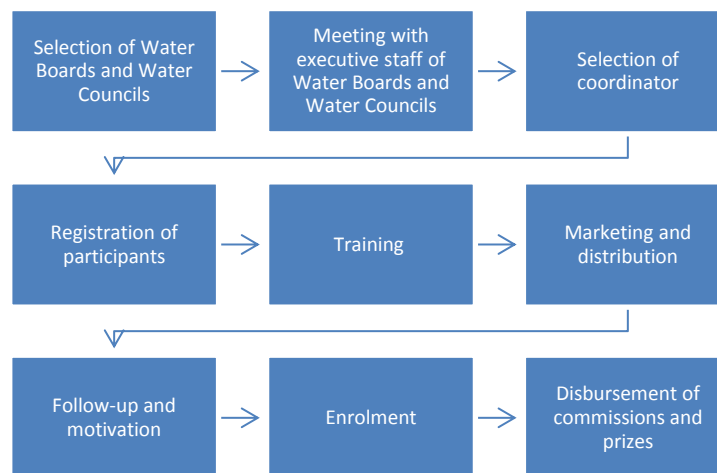 Selection of Water
Boards and Water
Councils
Meeting with
executive staff of
Water Boards and
Water Councils
Selection of
coordinator
Registration of
participants
Training
Marketing and
distribution
Follow-up and
motivation
Enrolment
Disbursement of
commissions and
prizes